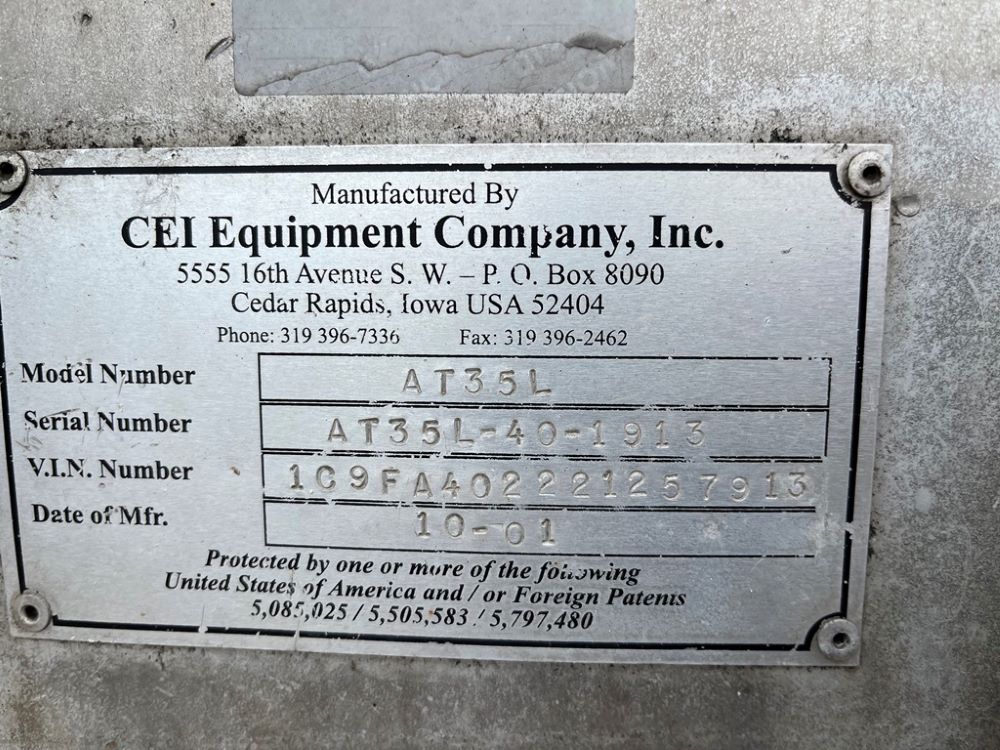 Manufactured By
CEI Equipment Company, Inc.
5555 16th Avenue S. W. – P. O. Box 8090
Cedar Rapids, Iowa USA 52404
Phone: 319 396-7336 Fax: 319 396-2462
Model Number AT35L
Serial Number AT35L-40-1913
V.I.N. Number 1C9FA402221257913
Date of Mfr. 10-01
Protected by one or more of the following
United States of America and / or Foreign Patents
5,085,025 / 5,505,583 / 5,797,480